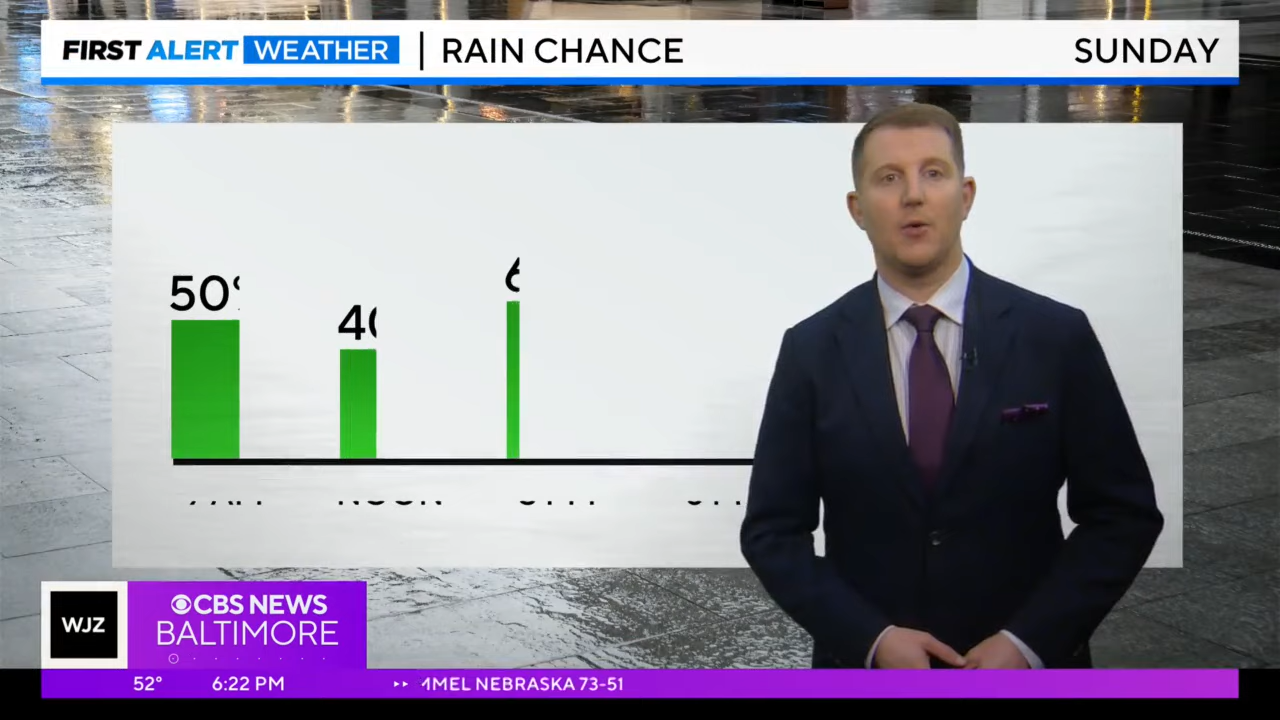 FIRST ALERT WEATHER | RAIN CHANCE
SUNDAY
50%
WJZ
CBS NEWS
BALTIMORE
52° 6:22 PM NEBRASKA 73-51